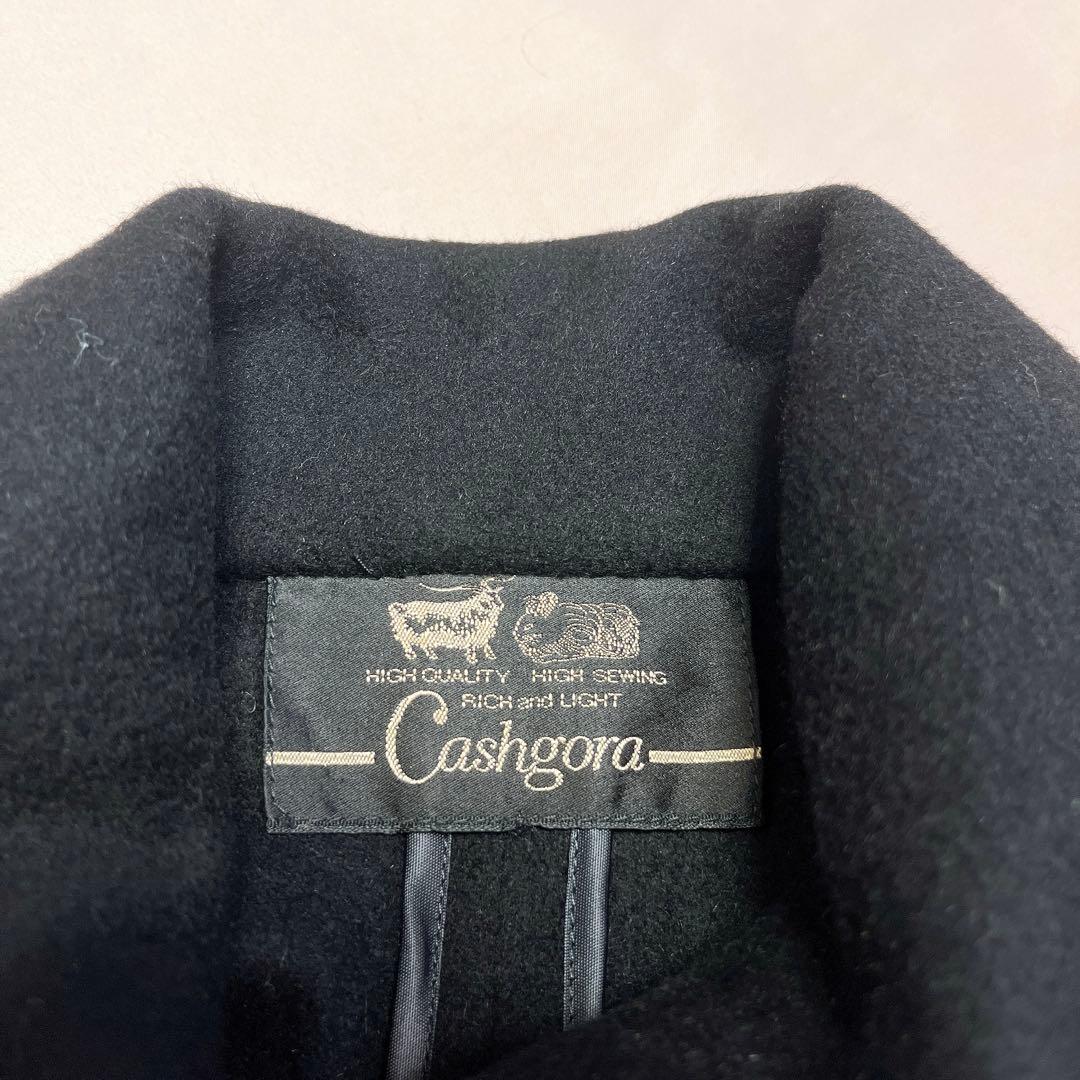 HIGH QUALITY HIGH SEWING
RICH and LIGHT
Cashgora